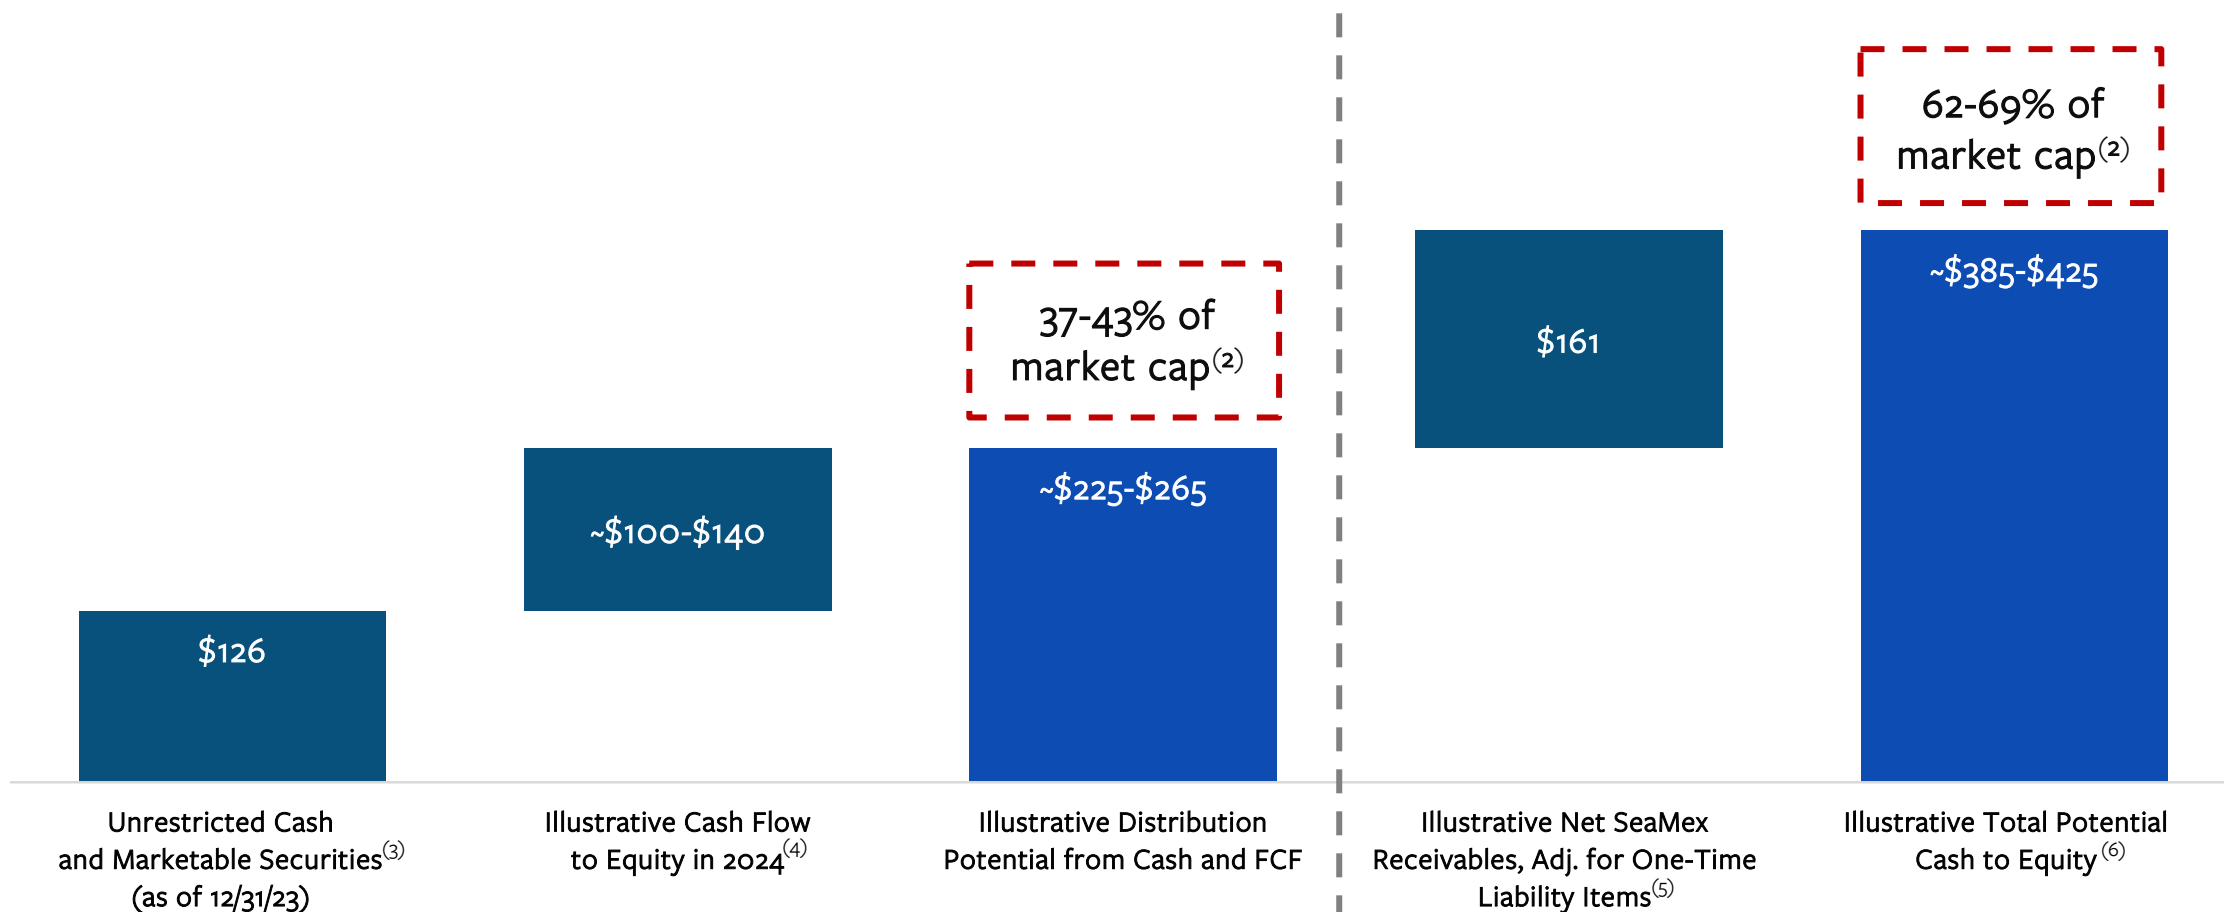 62-69% of
market cap(2)
~$385-$425
37-43% of
market cap(2)
$161
~$225-$265
~$100-$140
$126
Unrestricted Cash
and Marketable Securities(3)
(as of 12/31/23)
Illustrative Cash Flow
to Equity in 2024(4)
Illustrative Distribution
Potential from Cash and FCF
Illustrative Net SeaMex
Receivables, Adj. for One-Time
Liability Items(5)
Illustrative Total Potential
Cash to Equity (6)